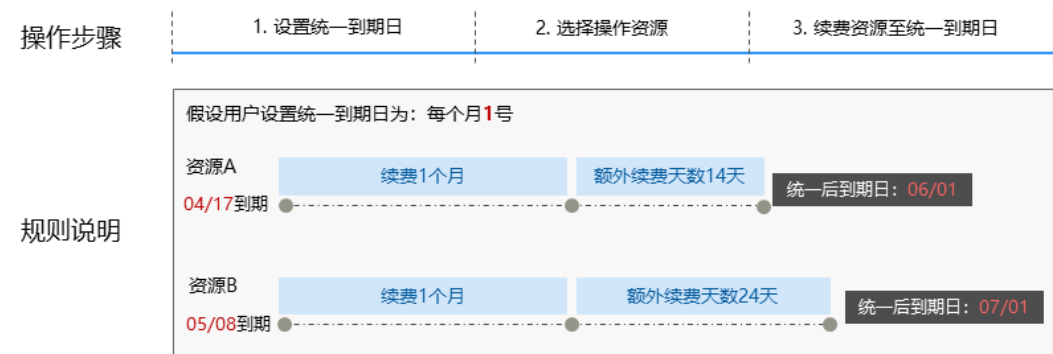 操作步骤
1. 设置统一到期日
2. 选择操作资源
3. 续费资源至统一到期日
规则说明
假设用户设置统一到期日为：每个月1号
资源A
04/17到期
续费1个月
额外续费天数14天
统一后到期日：06/01
资源B
05/08到期
续费1个月
额外续费天数24天
统一后到期日：07/01